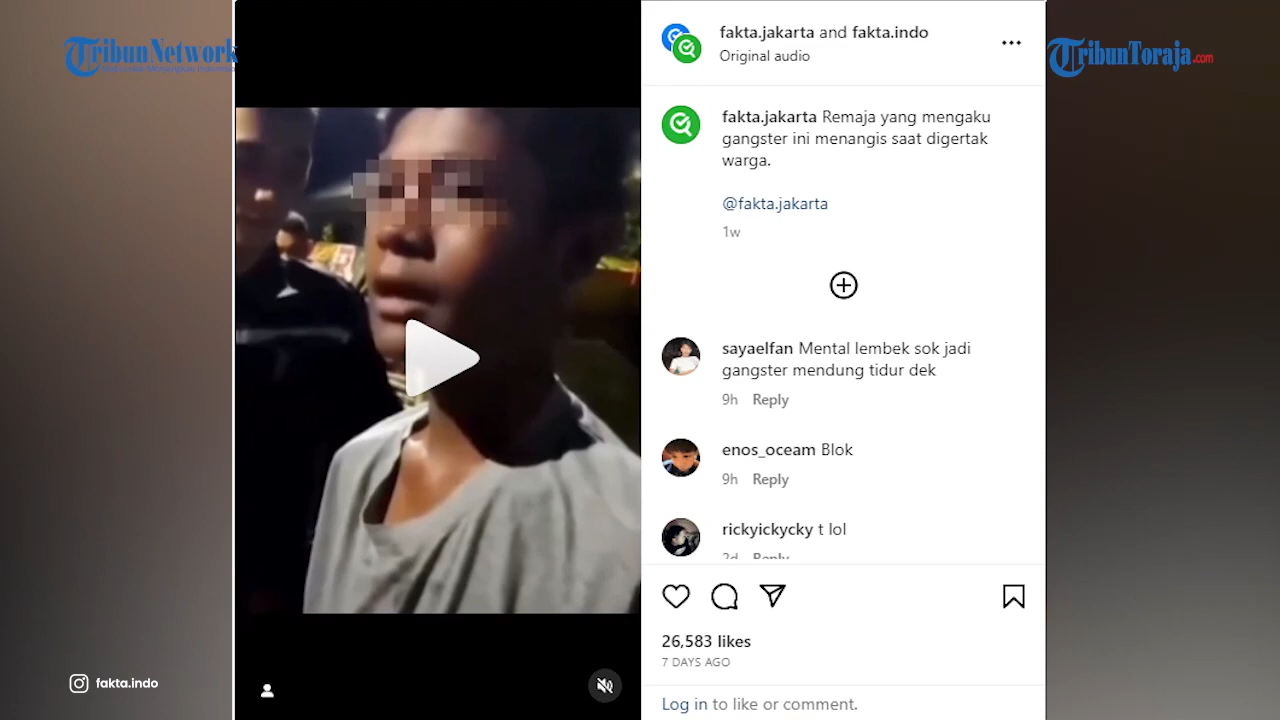 TribunNetwork
TribunToraja.com
fakta.jakarta and fakta.indo
Original audio
fakta.jakarta Remaja yang mengaku
gangster ini menangis saat digertak
warga.
@fakta.jakarta
1w
sayaelfan Mental lembek sok jadi
gangster mendung tidur dek
9h Reply
enos_oceam Blok
9h Reply
rickyickycky t lol
2d Reply
26,583 likes
7 DAYS AGO
Log in to like or comment.
fakta.indo